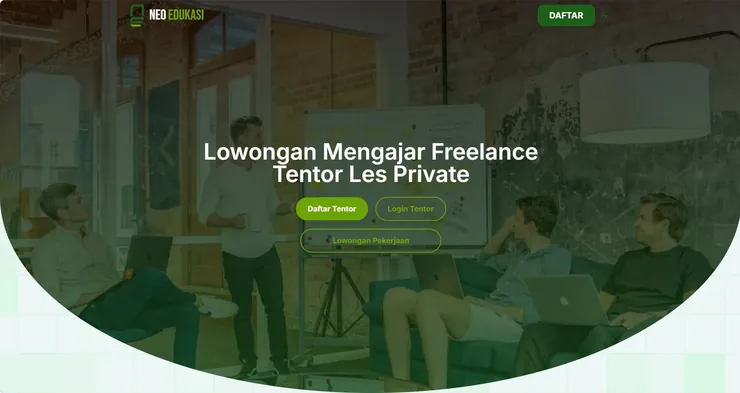 NEO EDUKASI
DAFTAR
Lowongan Mengajar Freelance
Tentor Les Private
Daftar Tentor
Login Tentor
Lowongan Pekerjaan